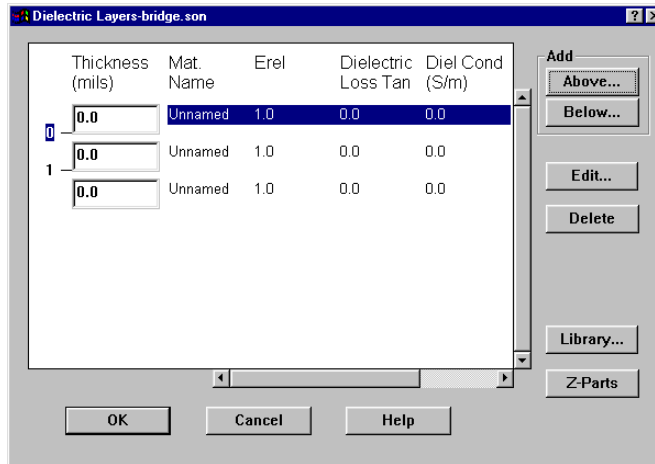 Dielectric Layers-bridge.son
Thickness (mils) Mat. Name Erel Dielectric Loss Tan Diel Cond (S/m)
0.0 Unnamed 1.0 0.0 0.0
0
0.0 Unnamed 1.0 0.0 0.0
1
0.0 Unnamed 1.0 0.0 0.0
Add
Above...
Below...
Edit...
Delete
Library...
Z-Parts
OK Cancel Help